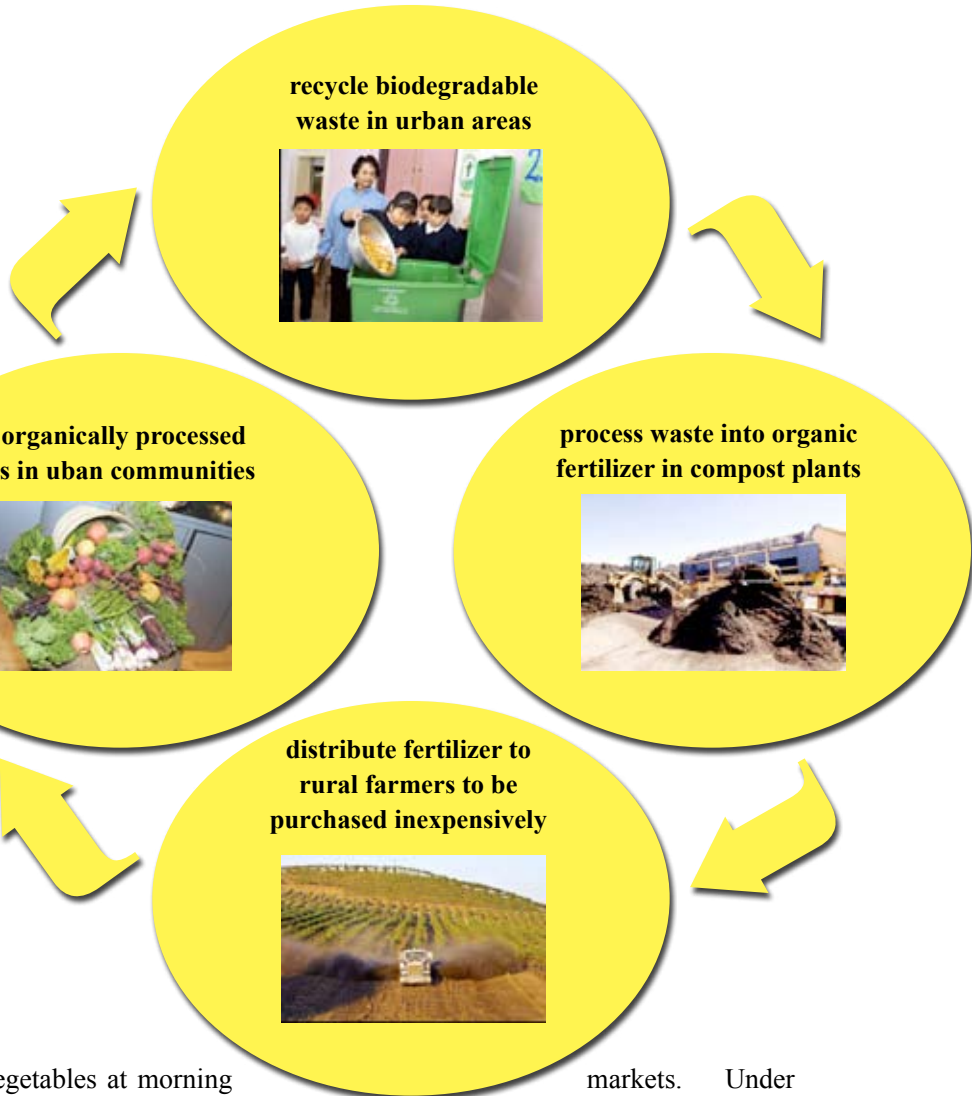 recycle biodegradable
waste in urban areas
organically processed
s in uban communities
process waste into organic
fertilizer in compost plants
distribute fertilizer to
rural farmers to be
purchased inexpensively
egetables at morning markets. Under